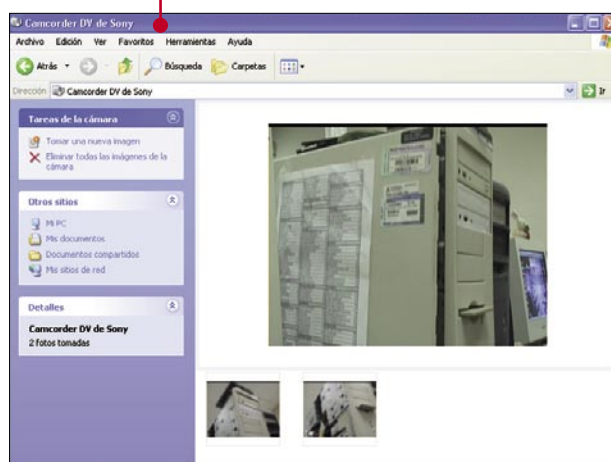 Camcorder DV de Sony
Archivo Edición Ver Favoritos Herramientas Ayuda
Atrás Búsqueda Carpetas
Dirección Camcorder DV de Sony Ir
Tareas de la cámara
Tomar una nueva imagen
Eliminar todas las imágenes de la
cámara
Otros sitios
Mi PC
Mis documentos
Documentos compartidos
Mis sitios de red
Detalles
Camcorder DV de Sony
2 fotos tomadas